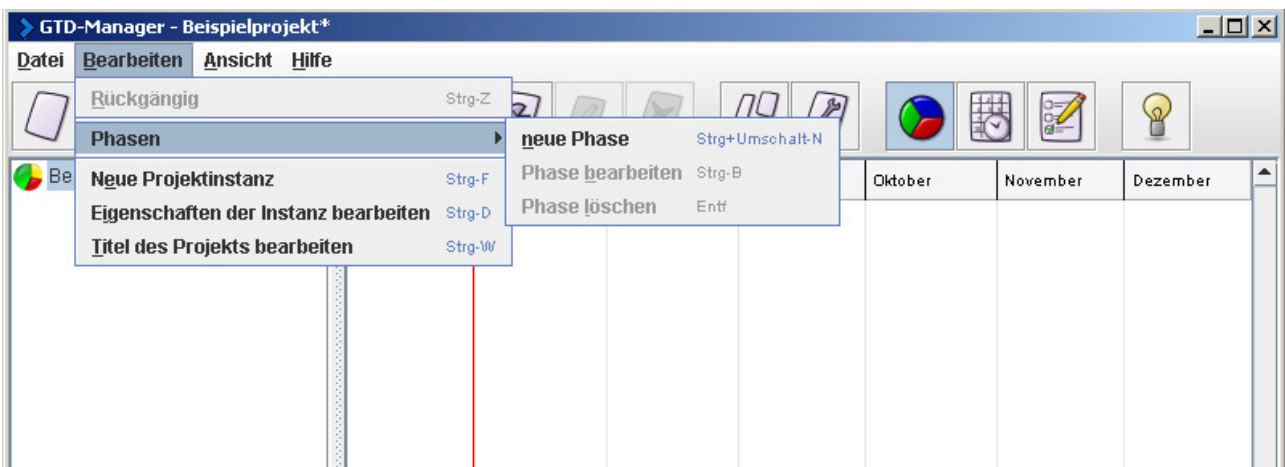 GTD-Manager - Beispielprojekt*
Datei Bearbeiten Ansicht Hilfe
Rückgängig Strg-Z
Phasen
neue Phase Strg+Umschalt-N
Phase bearbeiten Strg-B
Phase löschen Entf
Neue Projektinstanz Strg-F
Eigenschaften der Instanz bearbeiten Strg-D
Titel des Projekts bearbeiten Strg-W
Be
Oktober November Dezember